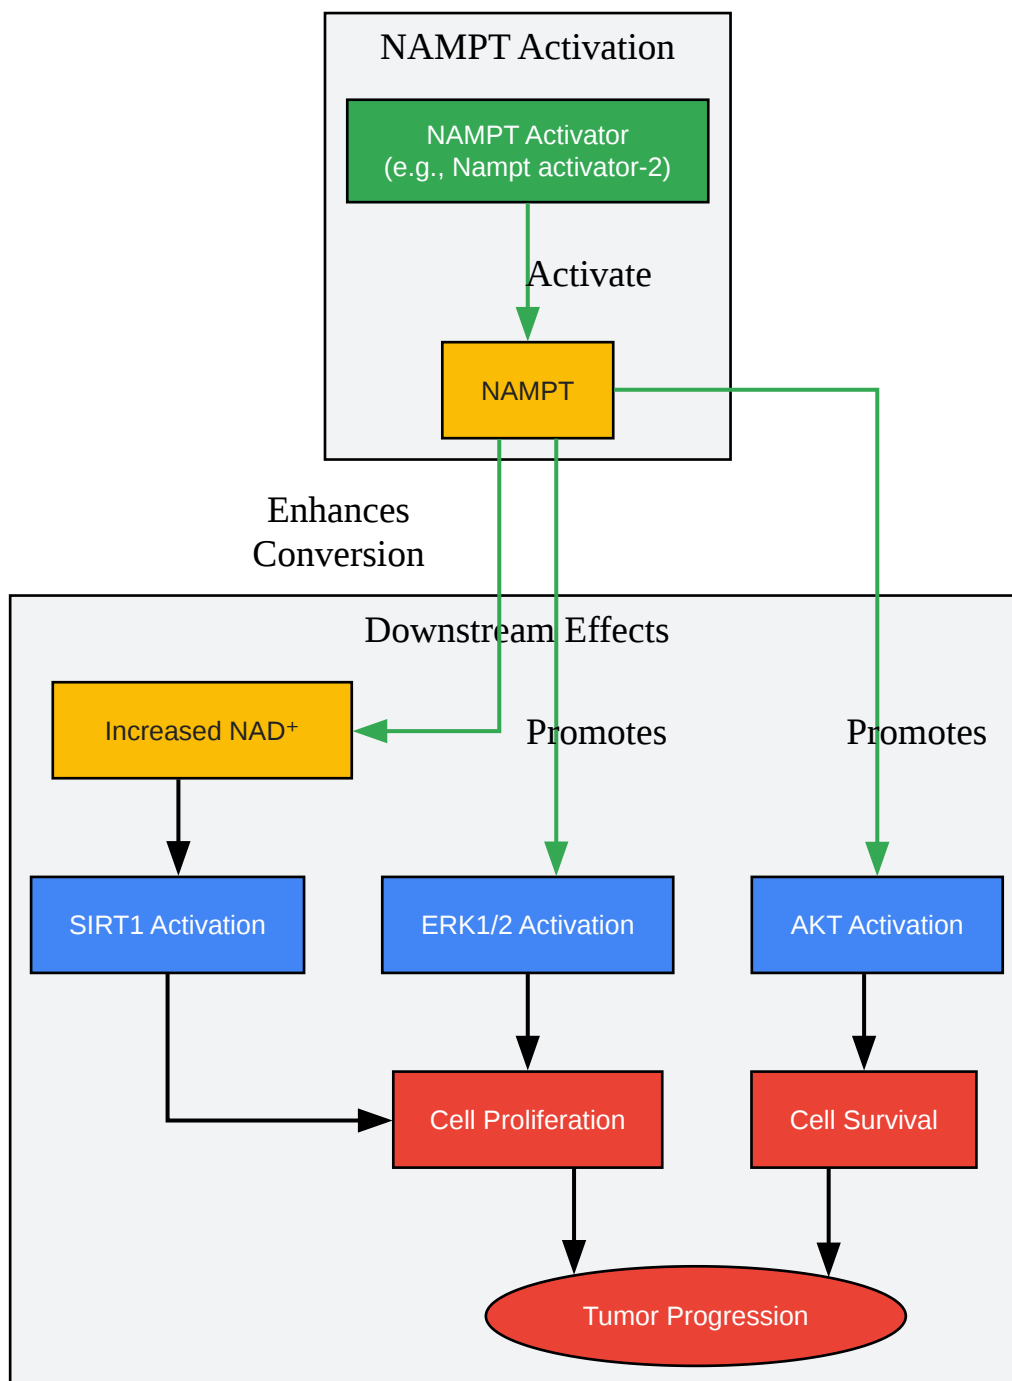 NAMPT Activation
NAMPT Activator
(e.g., Nampt activator-2)
Activate
NAMPT
Enhances
Conversion
Downstream Effects
Increased NAD⁺
Promotes
Promotes
SIRT1 Activation
ERK1/2 Activation
AKT Activation
Cell Proliferation
Cell Survival
Tumor Progression